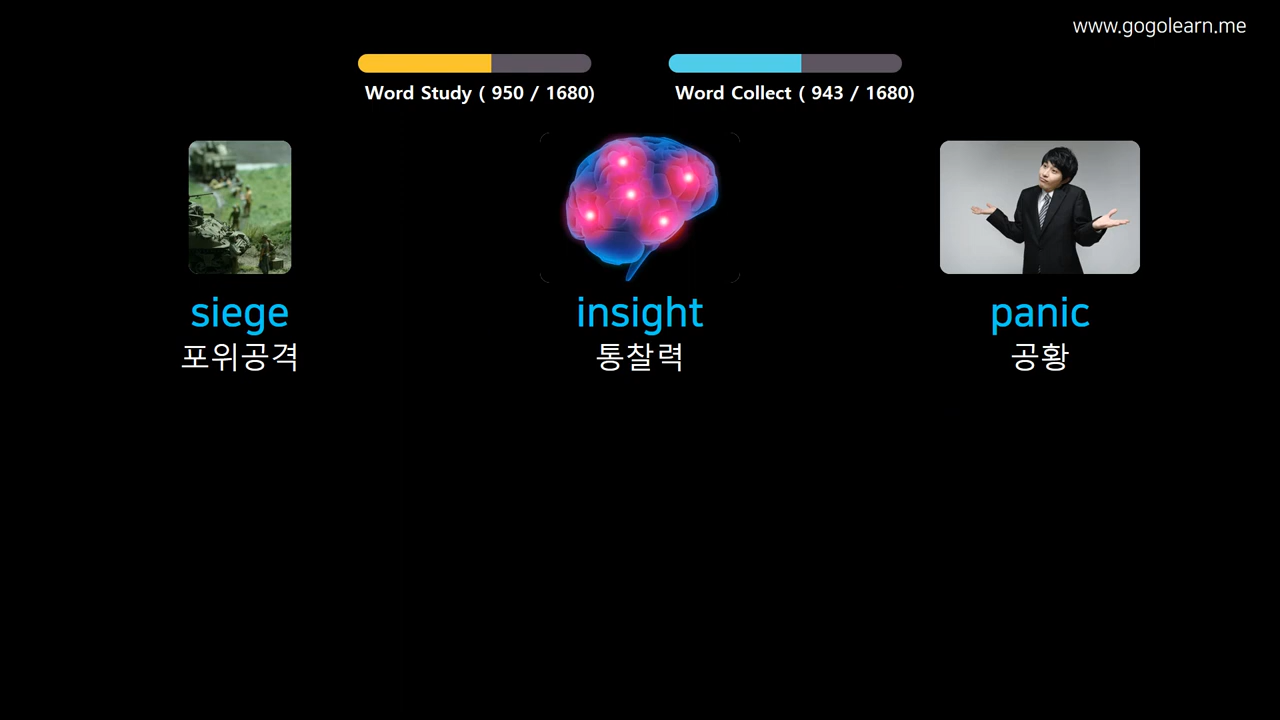 www.gogolearn.me
Word Study ( 950 / 1680)
Word Collect ( 943 / 1680)
siege
포위공격
insight
통찰력
panic
공황